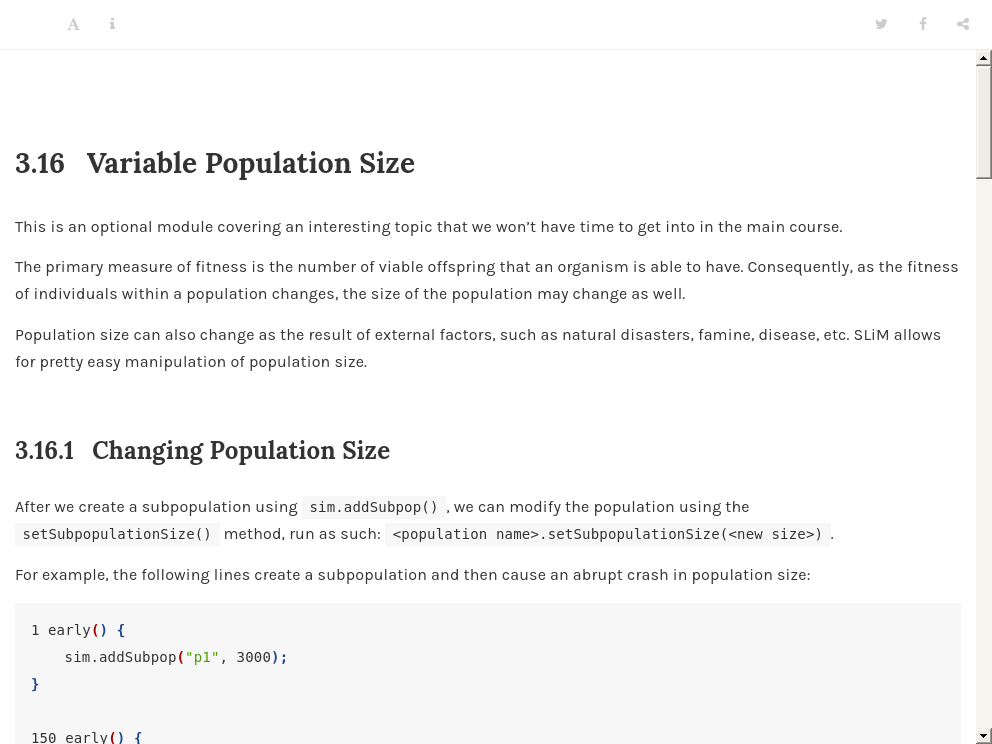 3.16 Variable Population Size
This is an optional module covering an interesting topic that we won’t have time to get into in the main course.
The primary measure of fitness is the number of viable offspring that an organism is able to have. Consequently, as the fitness
of individuals within a population changes, the size of the population may change as well.
Population size can also change as the result of external factors, such as natural disasters, famine, disease, etc. SLiM allows
for pretty easy manipulation of population size.
3.16.1 Changing Population Size
After we create a subpopulation using sim.addSubpop() , we can modify the population using the
setSubpopulationSize() method, run as such: <population name>.setSubpopulationSize(<new size>) .
For example, the following lines create a subpopulation and then cause an abrupt crash in population size:
1 early() {
    sim.addSubpop("p1", 3000);
}
150 early() {